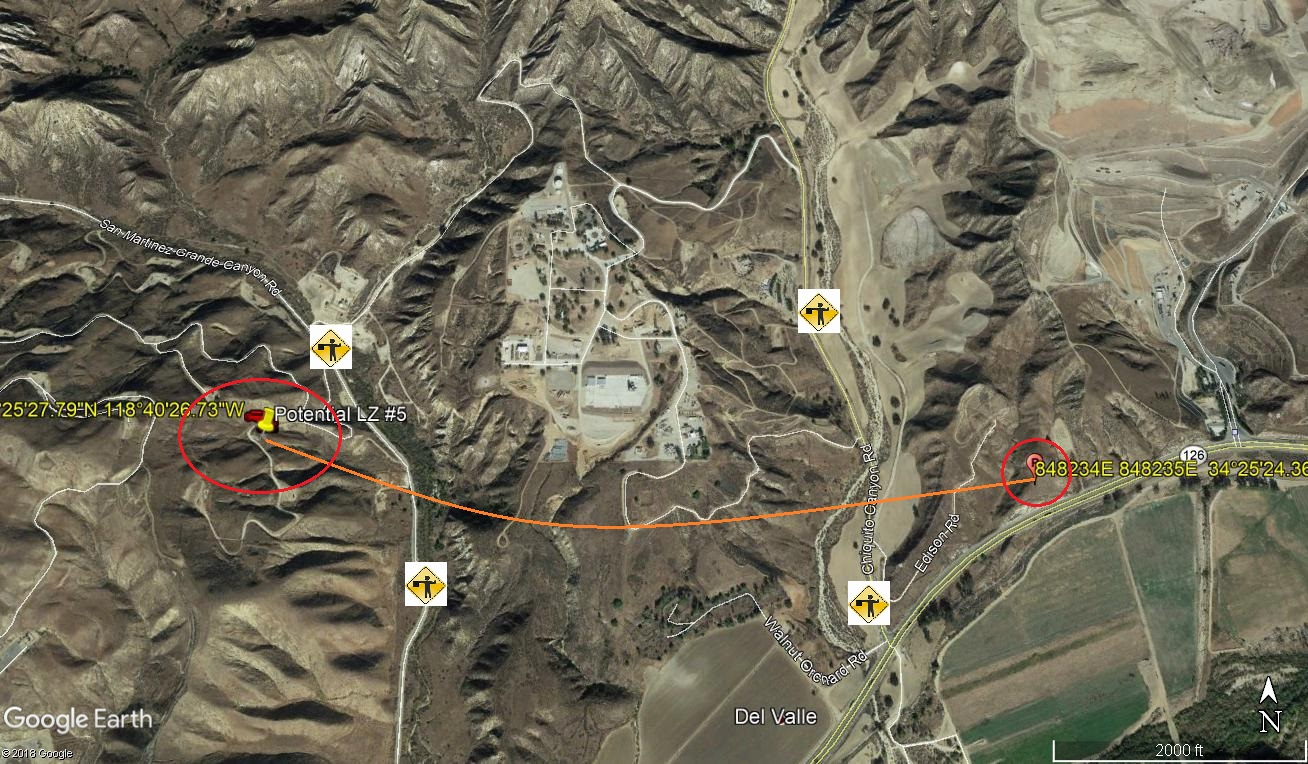 San Martinez Grande Canyon Rd
°25'27.79"N 118°40'26.73"W
Potential LZ #5
126
848234E 848235E 34°25'24.36
Chiquito Canyon Rd
Edison Rd
Walnut Orchard Rd
Del Valle
Google Earth
© 2018 Google
N
2000 ft